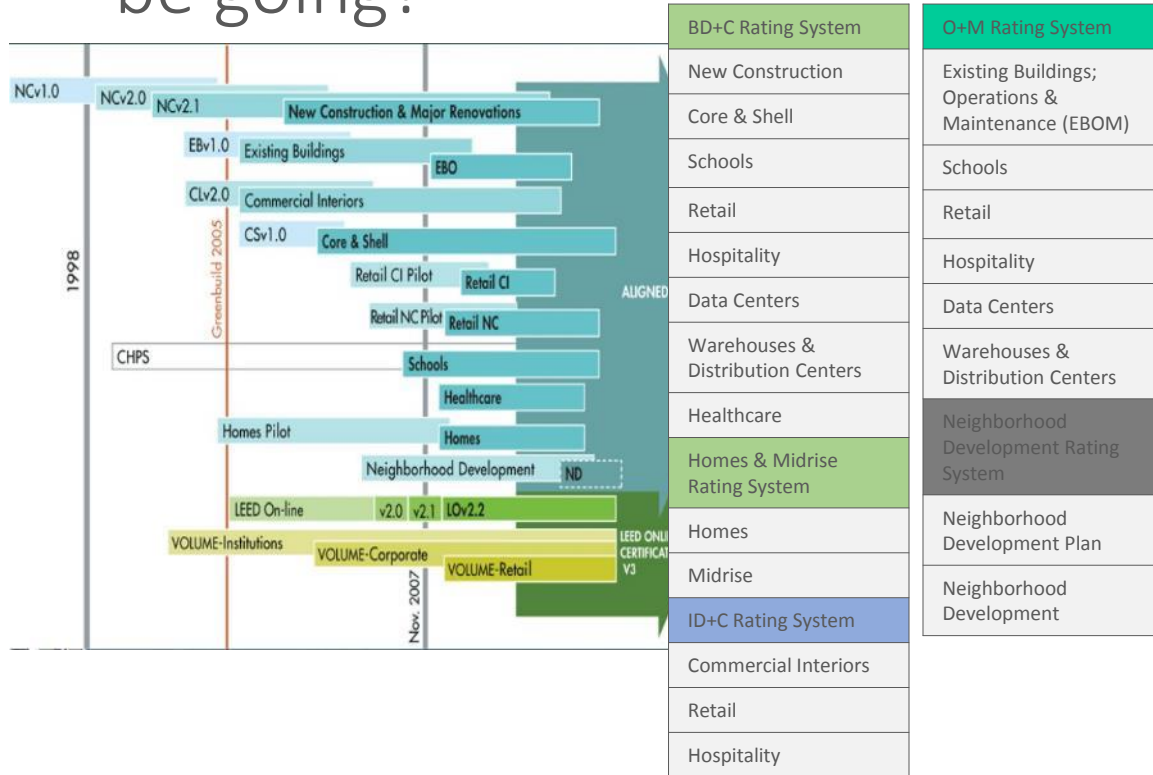 be going?
NCv1.0
NCv2.0
NCv2.1
New Construction & Major Renovations
EBv1.0
Existing Buildings
EBO
CLv2.0
Commercial Interiors
CSv1.0
Core & Shell
Retail CI Pilot
Retail CI
Retail NC Pilot
Retail NC
CHPS
Schools
Healthcare
Homes Pilot
Homes
Neighborhood Development
ND
LEED On-line
v2.0
v2.1
LOv2.2
VOLUME-Institutions
VOLUME-Corporate
VOLUME-Retail
1998
Greenbuild 2005
Nov. 2007
ALIGNED
LEED ONLI
CERTIFICAT
V3
BD+C Rating System
New Construction
Core & Shell
Schools
Retail
Hospitality
Data Centers
Warehouses &
Distribution Centers
Healthcare
Homes & Midrise
Rating System
Homes
Midrise
ID+C Rating System
Commercial Interiors
Retail
Hospitality
O+M Rating System
Existing Buildings;
Operations &
Maintenance (EBOM)
Schools
Retail
Hospitality
Data Centers
Warehouses &
Distribution Centers
Neighborhood
Development Rating
System
Neighborhood
Development Plan
Neighborhood
Development